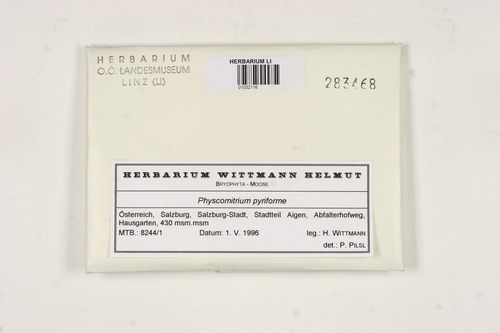 HERBARIUM
O.Ö. LANDESMUSEUM
LINZ (LI)
HERBARIUM LI
01032116
283468
HERBARIUM WITTMANN HELMUT
BRYOPHYTA - MOOSE
Physcomitrium pyriforme
Österreich, Salzburg, Salzburg-Stadt, Stadtteil Aigen, Abfalterhofweg,
Hausgarten, 430 msm.msm
MTB.: 8244/1 Datum: 1. V. 1996 leg.: H. WITTMANN
det.: P. PILSL